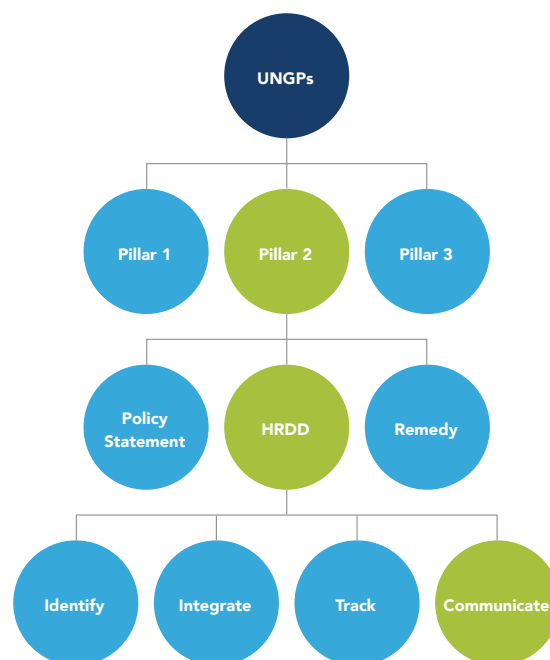 UNGPs
Pillar 1
Pillar 2
Pillar 3
Policy
Statement
HRDD
Remedy
Identify
Integrate
Track
Communicate